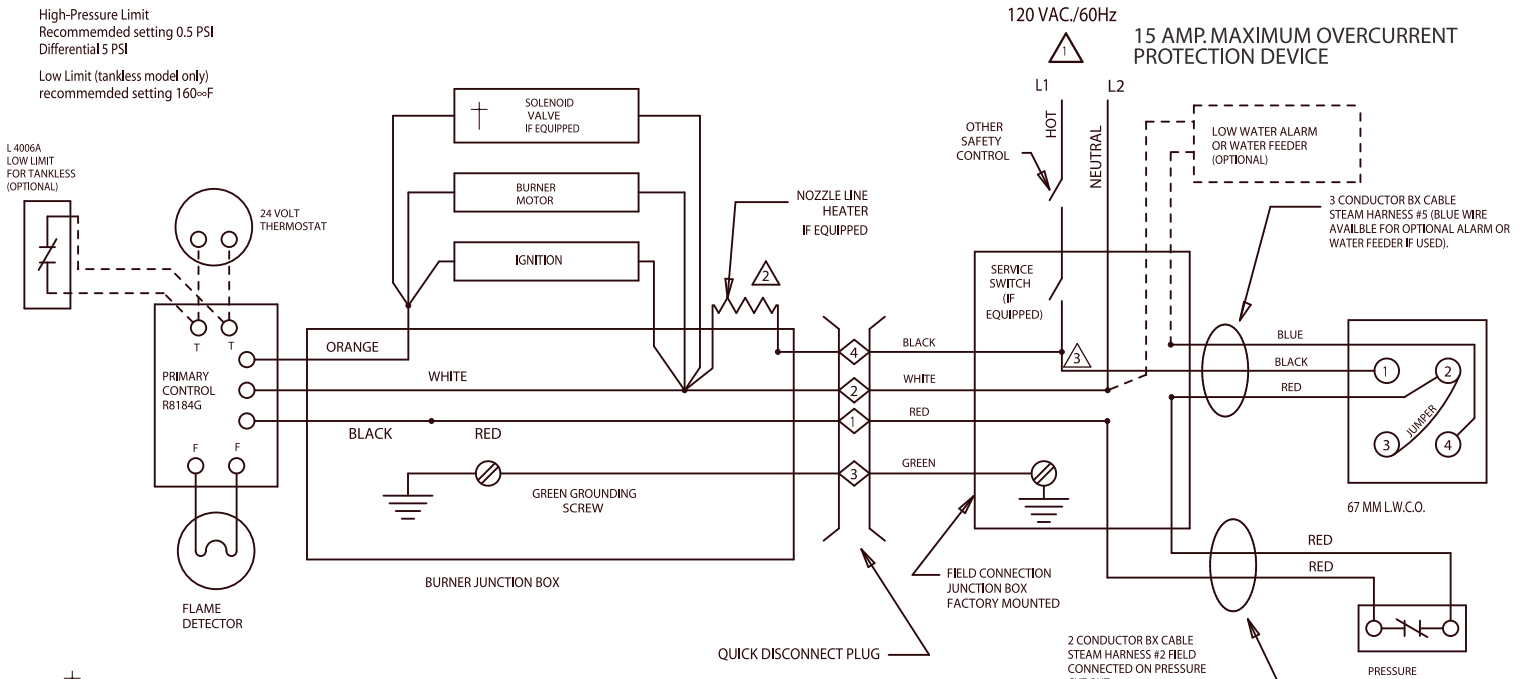 High-Pressure Limit
Recommemded setting 0.5 PSI
Differential 5 PSI
Low Limit (tankless model only)
recommemded setting 160∞F
120 VAC./60Hz
1
15 AMP. MAXIMUM OVERCURRENT
PROTECTION DEVICE
L1
L2
HOT
NEUTRAL
OTHER
SAFETY
CONTROL
LOW WATER ALARM
OR WATER FEEDER
(OPTIONAL)
3 CONDUCTOR BX CABLE
STEAM HARNESS #5 (BLUE WIRE
AVAILBLE FOR OPTIONAL ALARM OR
WATER FEEDER IF USED).
SOLENOID
VALVE
IF EQUIPPED
BURNER
MOTOR
IGNITION
NOZZLE LINE
HEATER
IF EQUIPPED
2
L 4006A
LOW LIMIT
FOR TANKLESS
(OPTIONAL)
24 VOLT
THERMOSTAT
T
T
PRIMARY
CONTROL
R8184G
F
F
FLAME
DETECTOR
ORANGE
WHITE
BLACK
RED
GREEN GROUNDING
SCREW
BURNER JUNCTION BOX
4
2
1
3
BLACK
WHITE
RED
GREEN
SERVICE
SWITCH
(IF
EQUIPPED)
3
FIELD CONNECTION
JUNCTION BOX
FACTORY MOUNTED
QUICK DISCONNECT PLUG
BLUE
BLACK
RED
1
2
3
4
JUMPER
67 MM L.W.C.O.
RED
RED
2 CONDUCTOR BX CABLE
STEAM HARNESS #2 FIELD
CONNECTED ON PRESSURE
PRESSURE